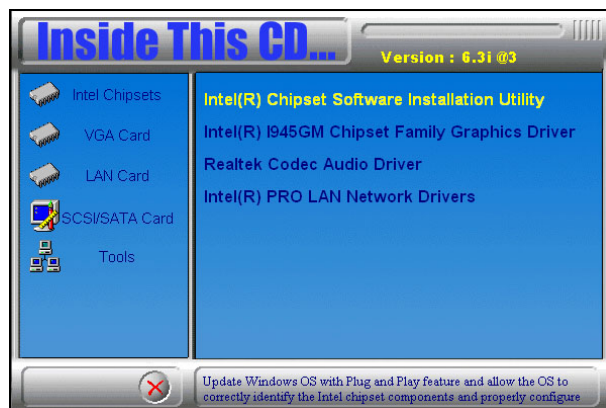 Inside This CD...
Version : 6.3i @3
Intel Chipsets
VGA Card
LAN Card
SCSI/SATA Card
Tools
Intel(R) Chipset Software Installation Utility
Intel(R) I945GM Chipset Family Graphics Driver
Realtek Codec Audio Driver
Intel(R) PRO LAN Network Drivers
Update Windows OS with Plug and Play feature and allow the OS to
correctly identify the Intel chipset components and properly configure